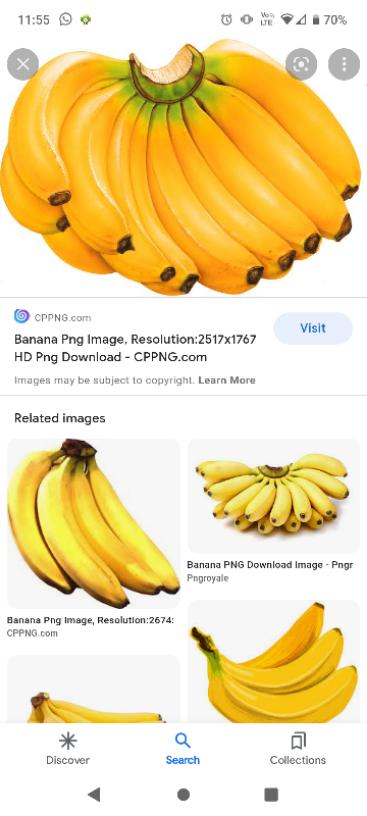 11:55
Vo))
LTE
70%
CPPNG.com
Banana Png Image, Resolution:2517x1767
HD Png Download - CPPNG.com
Visit
Images may be subject to copyright. Learn More
Related images
Banana Png Image, Resolution:2674:
CPPNG.com
Banana PNG Download Image - Pngr
Pngroyale
Discover
Search
Collections